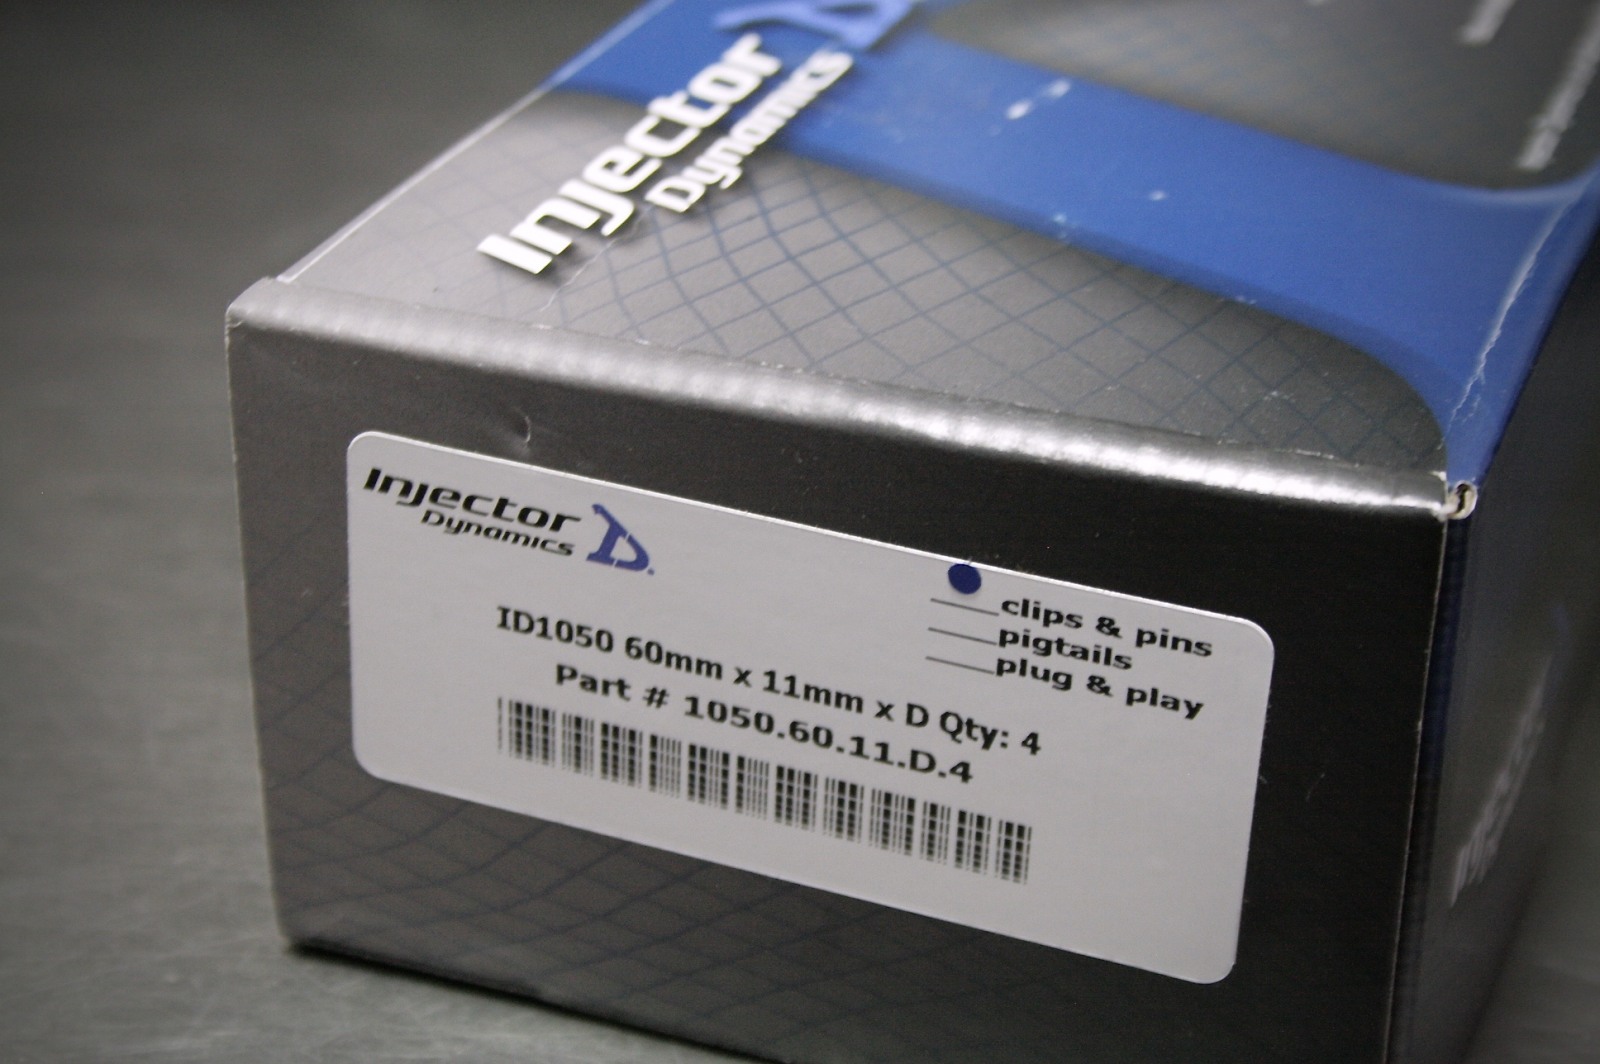 Injector
Dynamics
Injector
Dynamics
clips & pins
pigtails
plug & play
ID1050 60mm x 11mm x D Qty: 4
Part # 1050.60.11.D.4